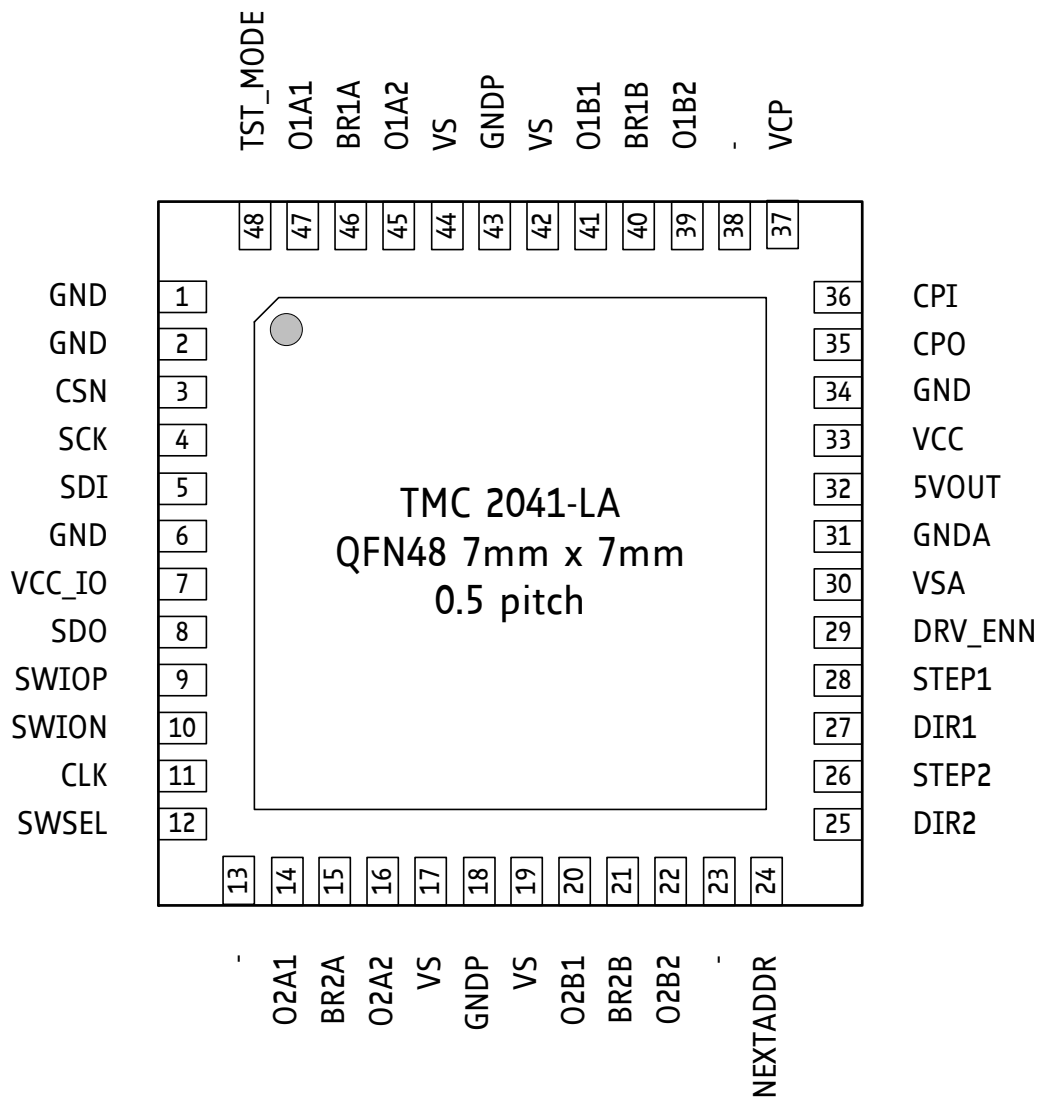 TST_MODE
O1A1
BR1A
O1A2
VS
GNDP
VS
O1B1
BR1B
O1B2
-
VCP
48
47
46
45
44
43
42
41
40
39
38
37
GND 1
GND 2
CSN 3
SCK 4
SDI 5
GND 6
VCC_IO 7
SDO 8
SWIOP 9
SWION 10
CLK 11
SWSEL 12
TMC 2041-LA
QFN48 7mm x 7mm
0.5 pitch
36 CPI
35 CPO
34 GND
33 VCC
32 5VOUT
31 GNDA
30 VSA
29 DRV_ENN
28 STEP1
27 DIR1
26 STEP2
25 DIR2
13
14
15
16
17
18
19
20
21
22
23
24
-
O2A1
BR2A
O2A2
VS
GNDP
VS
O2B1
BR2B
O2B2
-
NEXTADDR